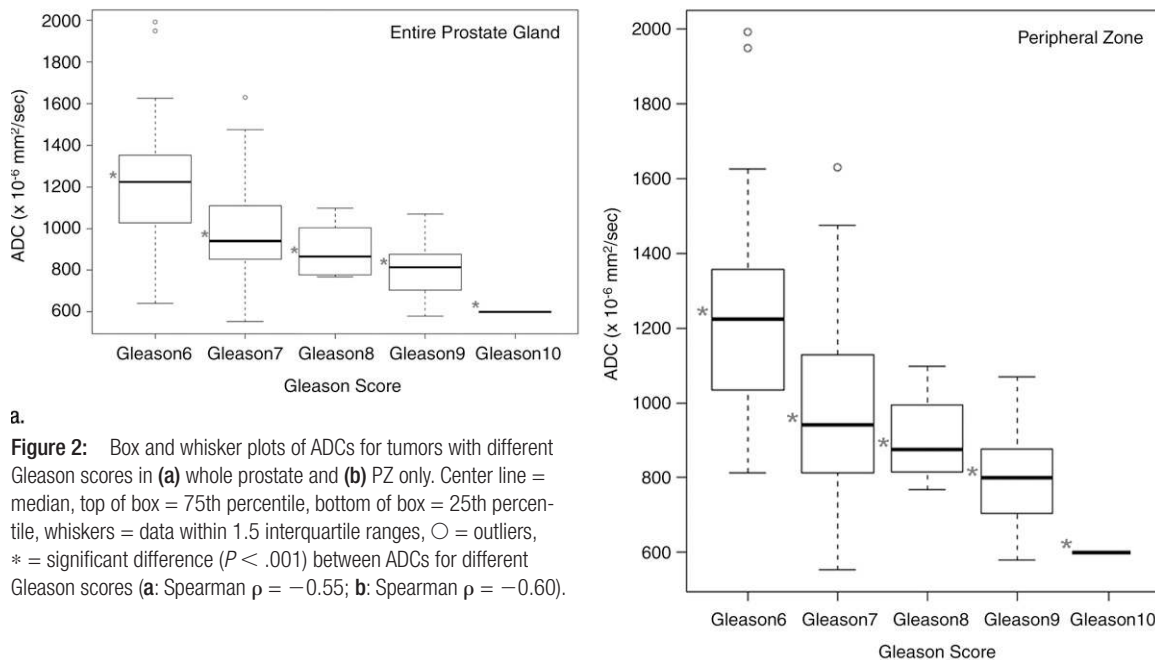 Entire Prostate Gland
2000
1800
1600
1400
1200
1000
800
600
ADC (x 10-6 mm2/sec)
Gleason6 Gleason7 Gleason8 Gleason9 Gleason10
Gleason Score
a.
Figure 2: Box and whisker plots of ADCs for tumors with different
Gleason scores in (a) whole prostate and (b) PZ only. Center line =
median, top of box = 75th percentile, bottom of box = 25th percen-
tile, whiskers = data within 1.5 interquartile ranges, ○ = outliers,
* = significant difference (P < .001) between ADCs for different
Gleason scores (a: Spearman ρ = −0.55; b: Spearman ρ = −0.60).
Peripheral Zone
2000
1800
1600
1400
1200
1000
800
600
ADC (x 10-6 mm2/sec)
Gleason6 Gleason7 Gleason8 Gleason9 Gleason10
Gleason Score